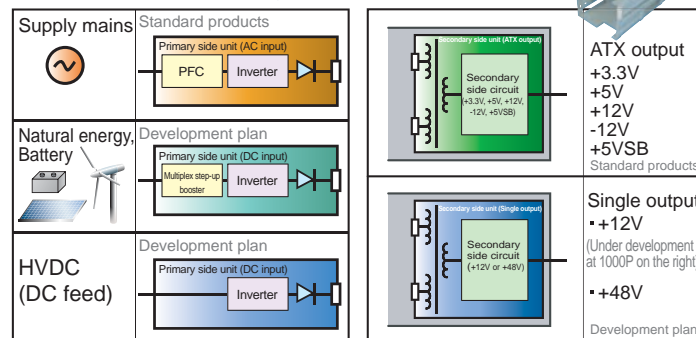 Supply mains
Standard products
Primary side unit (AC input)
PFC
Inverter
Natural energy,
Battery
Development plan
Primary side unit (DC input)
Multiplex step-up
booster
Inverter
HVDC
(DC feed)
Development plan
Primary side unit (DC input)
Inverter
Secondary side unit (ATX output)
Secondary
side circuit
(+3.3V, +5V, +12V,
-12V, +5VSB)
ATX output
+3.3V
+5V
+12V
-12V
+5VSB
Standard products
Secondary side unit (Single output)
Secondary
side circuit
(+12V or +48V)
Single output
▪+12V
(Under development
at 1000P on the right)
▪+48V
Development plan